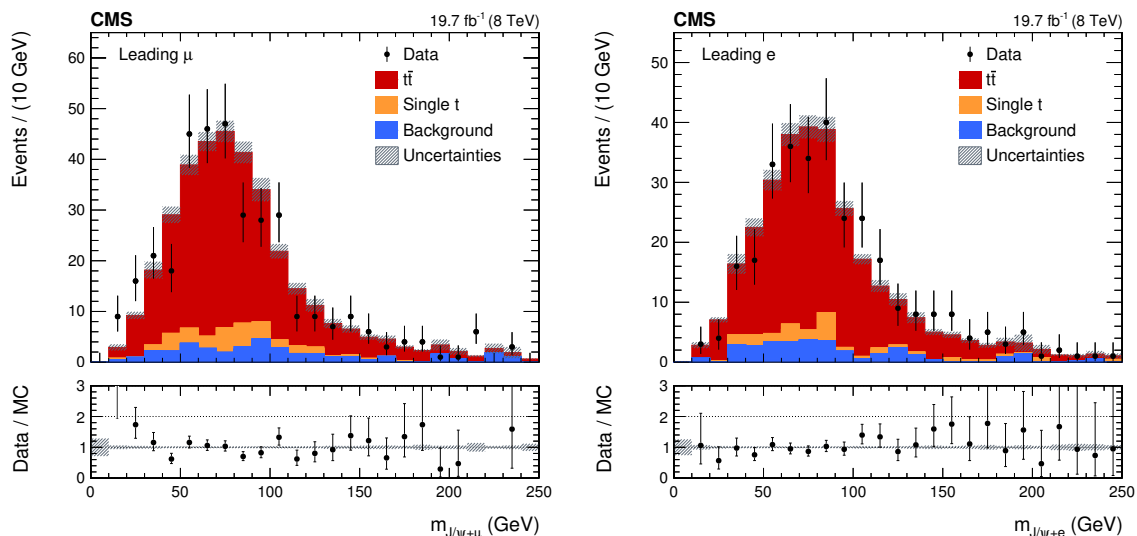 CMS 19.7 fb⁻¹ (8 TeV)
Events / (10 GeV)
60
50
40
30
20
10
0
Leading μ
Data
tt̄
Single t
Background
Uncertainties
Data / MC
3
2
1
0
0 50 100 150 200 250
m_{J/ψ+μ} (GeV)
CMS 19.7 fb⁻¹ (8 TeV)
Events / (10 GeV)
50
40
30
20
10
0
Leading e
Data
tt̄
Single t
Background
Uncertainties
Data / MC
3
2
1
0
0 50 100 150 200 250
m_{J/ψ+e} (GeV)